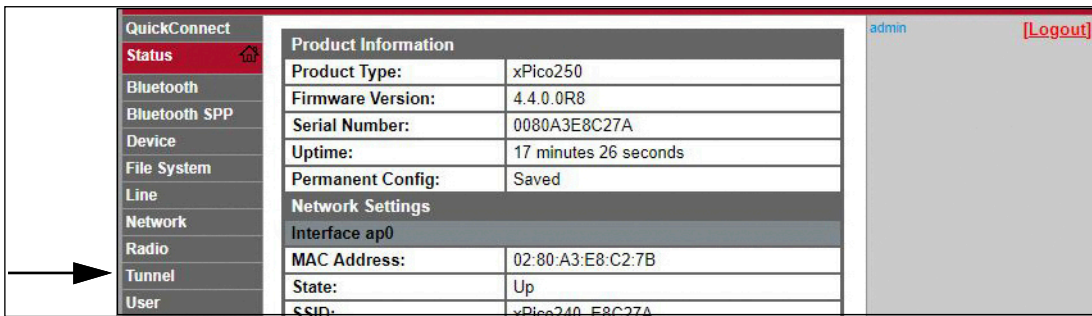 QuickConnect
Status
Bluetooth
Bluetooth SPP
Device
File System
Line
Network
Radio
Tunnel
User
Product Information
Product Type: xPico250
Firmware Version: 4.4.0.0R8
Serial Number: 0080A3E8C27A
Uptime: 17 minutes 26 seconds
Permanent Config: Saved
Network Settings
Interface ap0
MAC Address: 02:80:A3:E8:C2:7B
State: Up
SSID: xPico240_E8C27A
admin
[Logout]